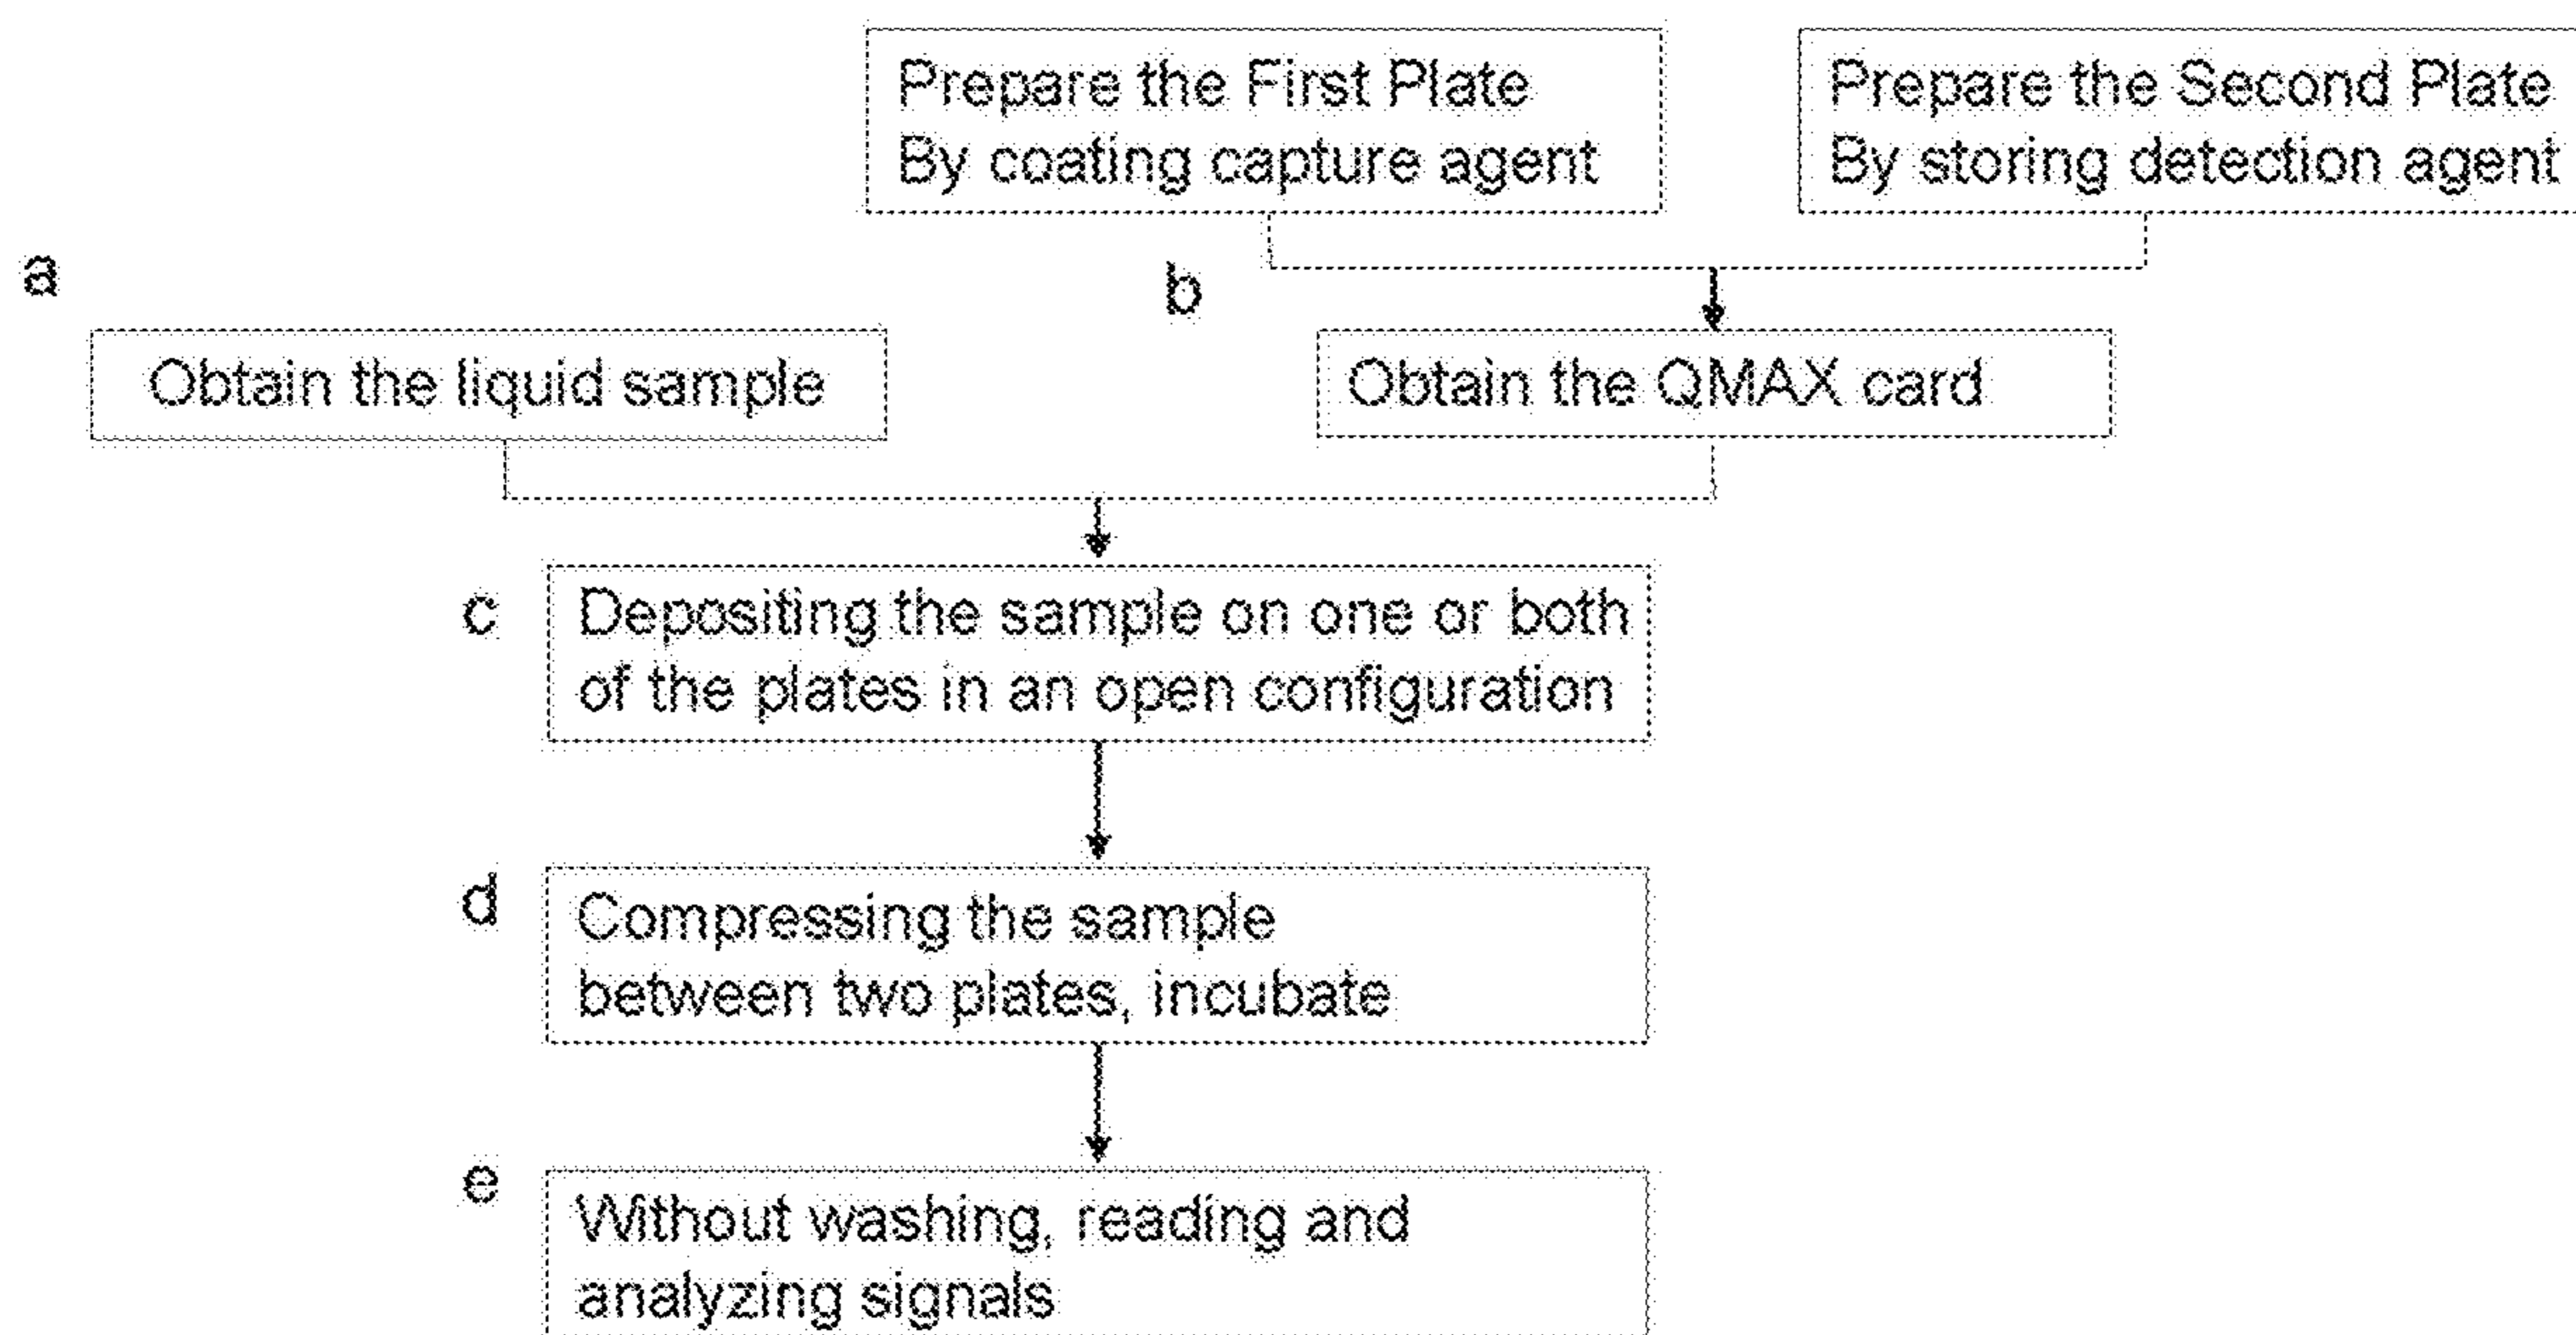 Prepare the First Plate
By coating capture agent
Prepare the Second Plate
By storing detection agent
a
Obtain the liquid sample
b
Obtain the QMAX card
c
Depositing the sample on one or both
of the plates in an open configuration
d
Compressing the sample
between two plates, incubate
e
Without washing, reading and
analyzing signals